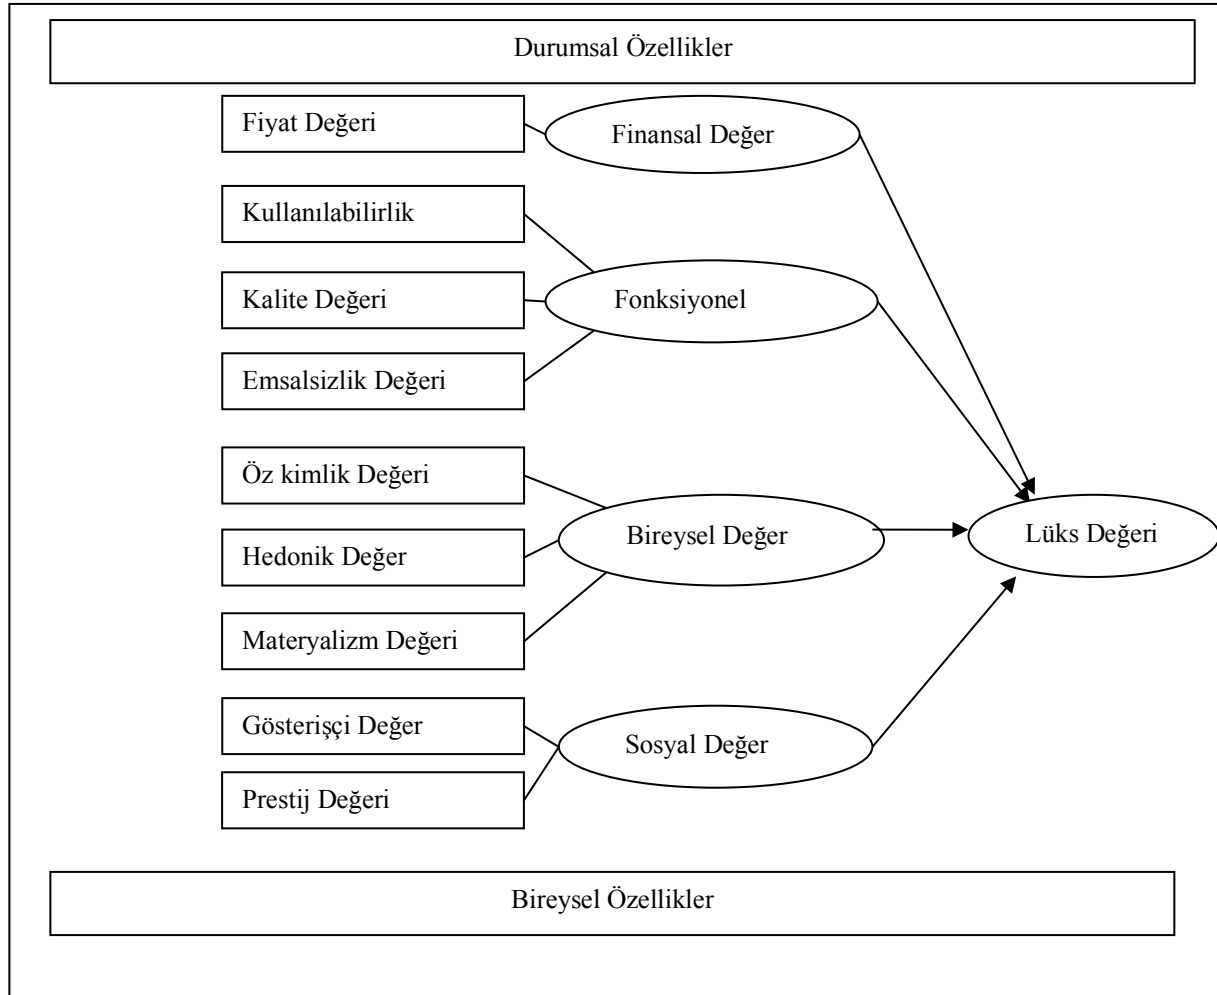 Durumsal Özellikler
Fiyat Değeri
Finansal Değer
Kullanılabilirlik
Kalite Değeri
Fonksiyonel
Emsalsizlik Değeri
Öz kimlik Değeri
Hedonik Değer
Bireysel Değer
Lüks Değeri
Materyalizm Değeri
Gösterişçi Değer
Sosyal Değer
Prestij Değeri
Bireysel Özellikler